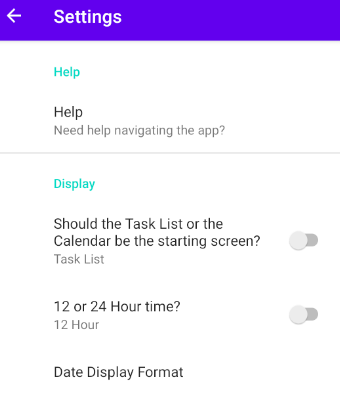 Settings
Help
Help
Need help navigating the app?
Display
Should the Task List or the
Calendar be the starting screen?
Task List
12 or 24 Hour time?
12 Hour
Date Display Format